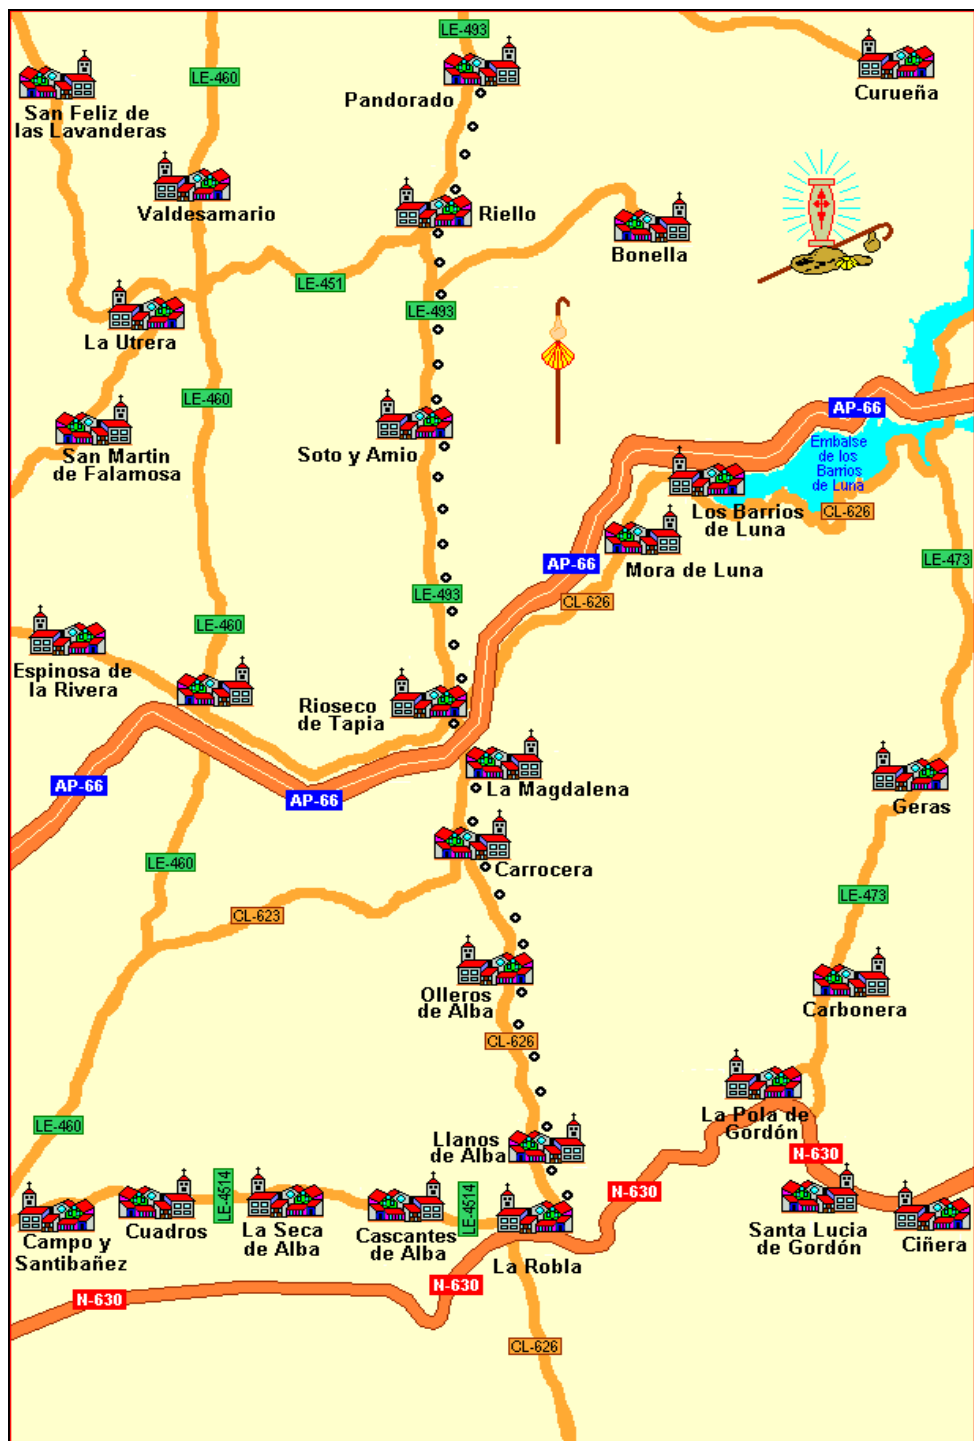 LE-493
LE-460
Pandorado
Curueña
San Feliz de
las Lavanderas
Valdesamario
Riello
Bonella
LE-451
LE-493
La Utrera
LE-460
AP-66
Soto y Amio
San Martin
de Falamosa
Embalse
de los
Barrios
de Luna
Los Barrios
de Luna
CL-626
AP-66
Mora de Luna
LE-473
LE-493
CL-626
LE-460
Espinosa de
la Rivera
Rioseco
de Tapia
AP-66
AP-66
La Magdalena
Geras
LE-460
Carrocera
LE-473
CL-623
Olleros
de Alba
Carbonera
CL-626
LE-460
La Pola de
Gordón
Llanos
de Alba
N-630
N-630
LE-4514
LE-4514
Campo y
Santibañez
Cuadros
La Seca
de Alba
Cascantes
de Alba
La Robla
Santa Lucia
de Gordón
Ciñera
N-630
N-630
CL-626